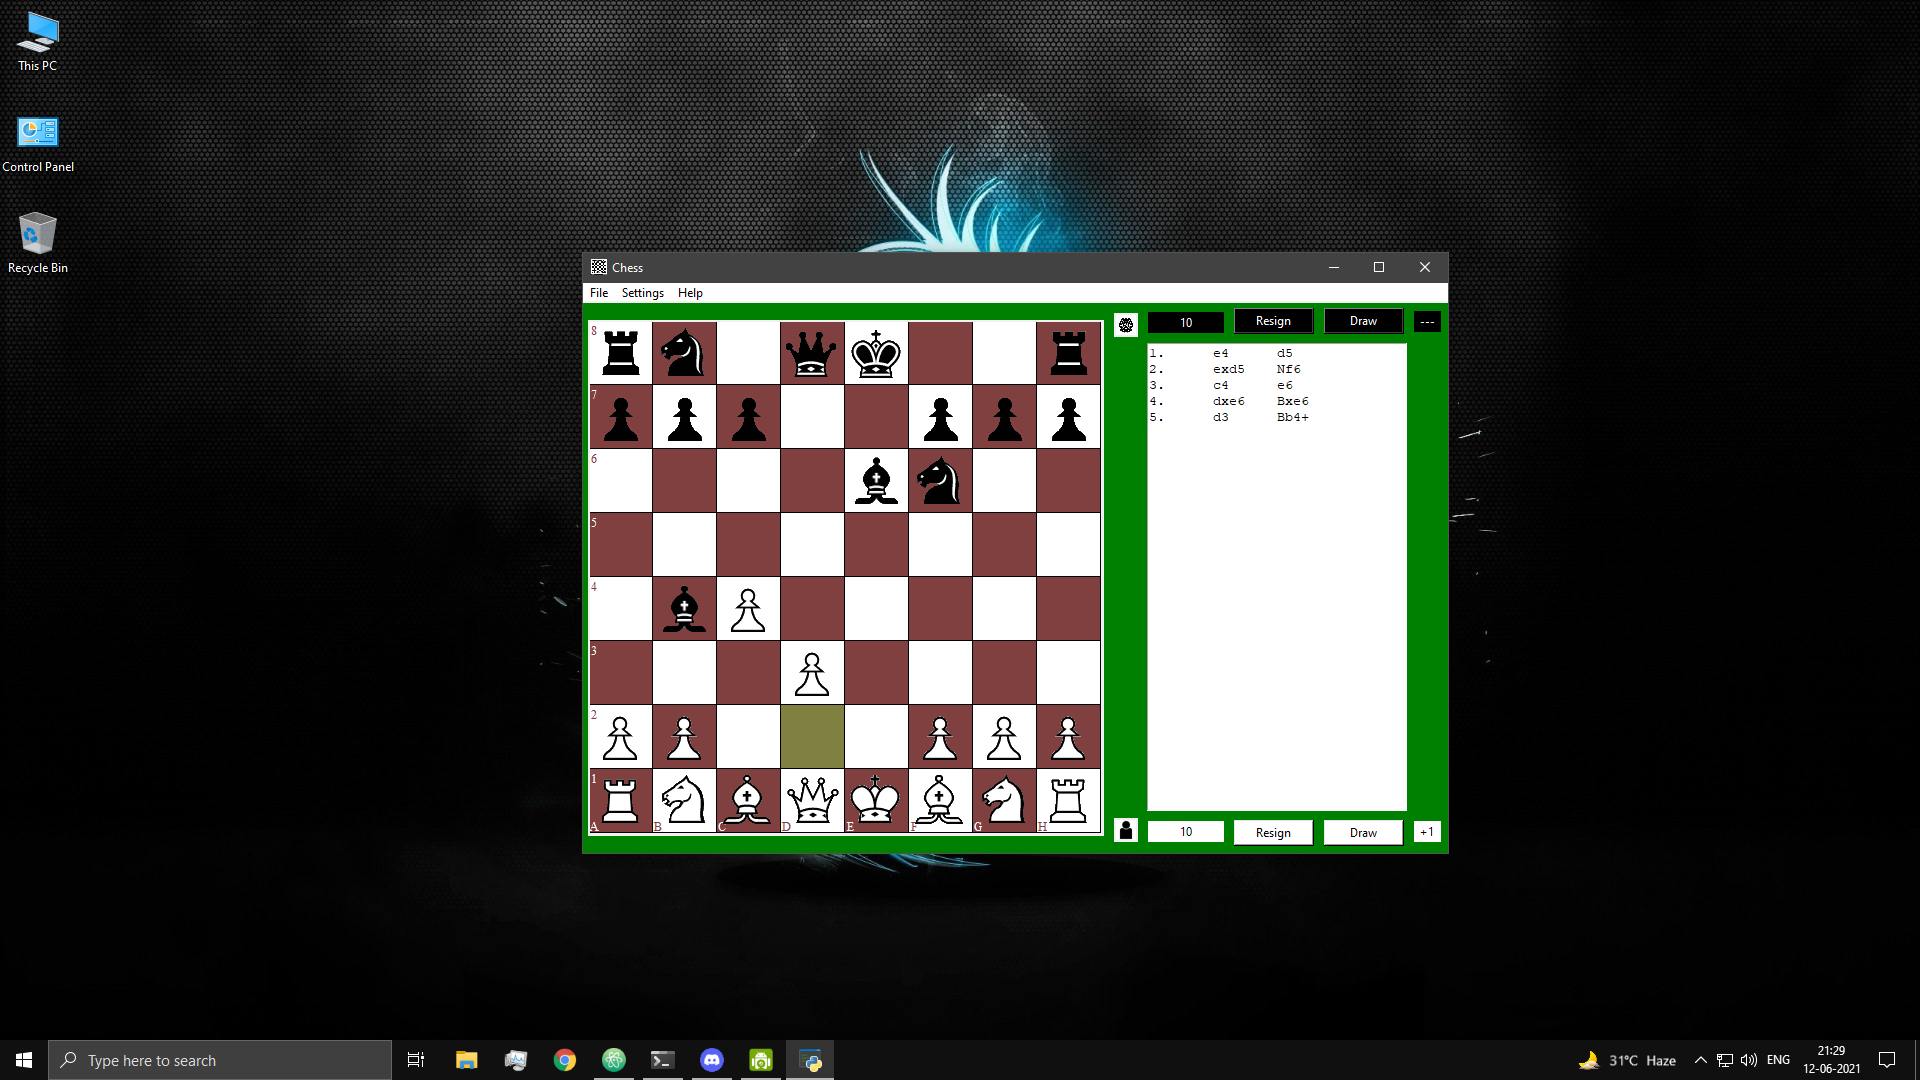 This PC
Control Panel
Recycle Bin
Chess
File Settings Help
10 Resign Draw ---
1. e4 d5
2. exd5 Nf6
3. c4 e6
4. dxe6 Bxe6
5. d3 Bb4+
8
7
6
5
4
3
2
1
A B C D E F G H
10 Resign Draw +1
Type here to search
31°C Haze
ENG
21:29
12-06-2021